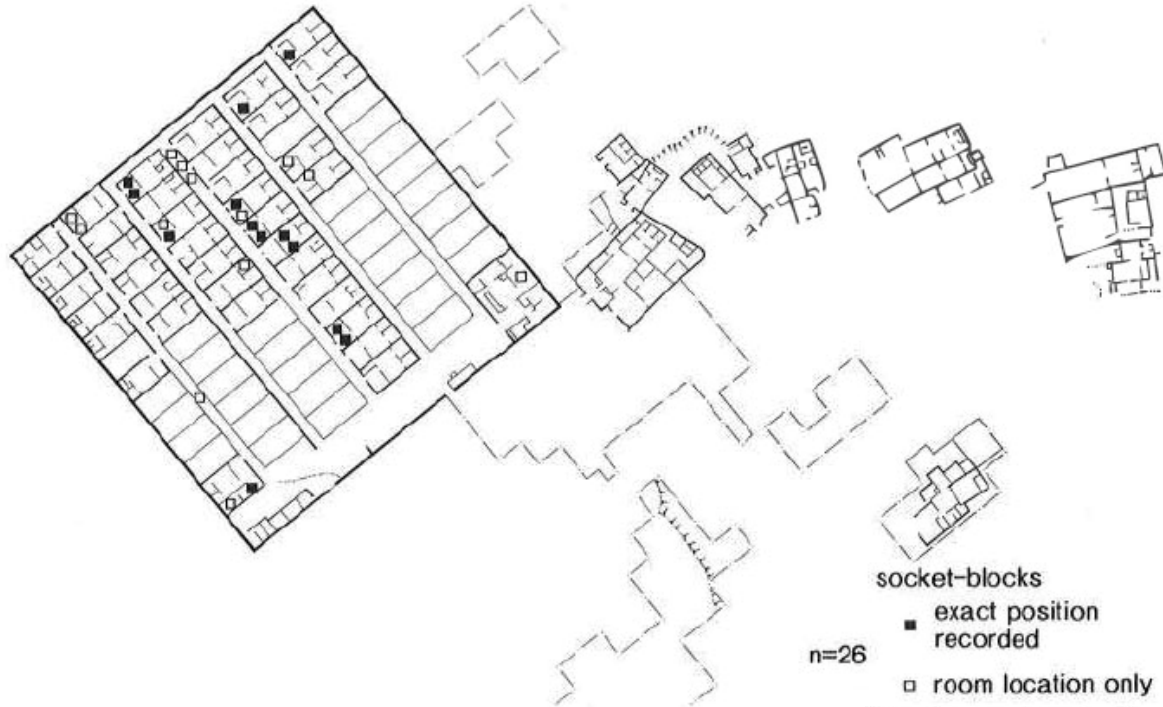 socket-blocks
■ exact position
recorded
n=26
□ room location only